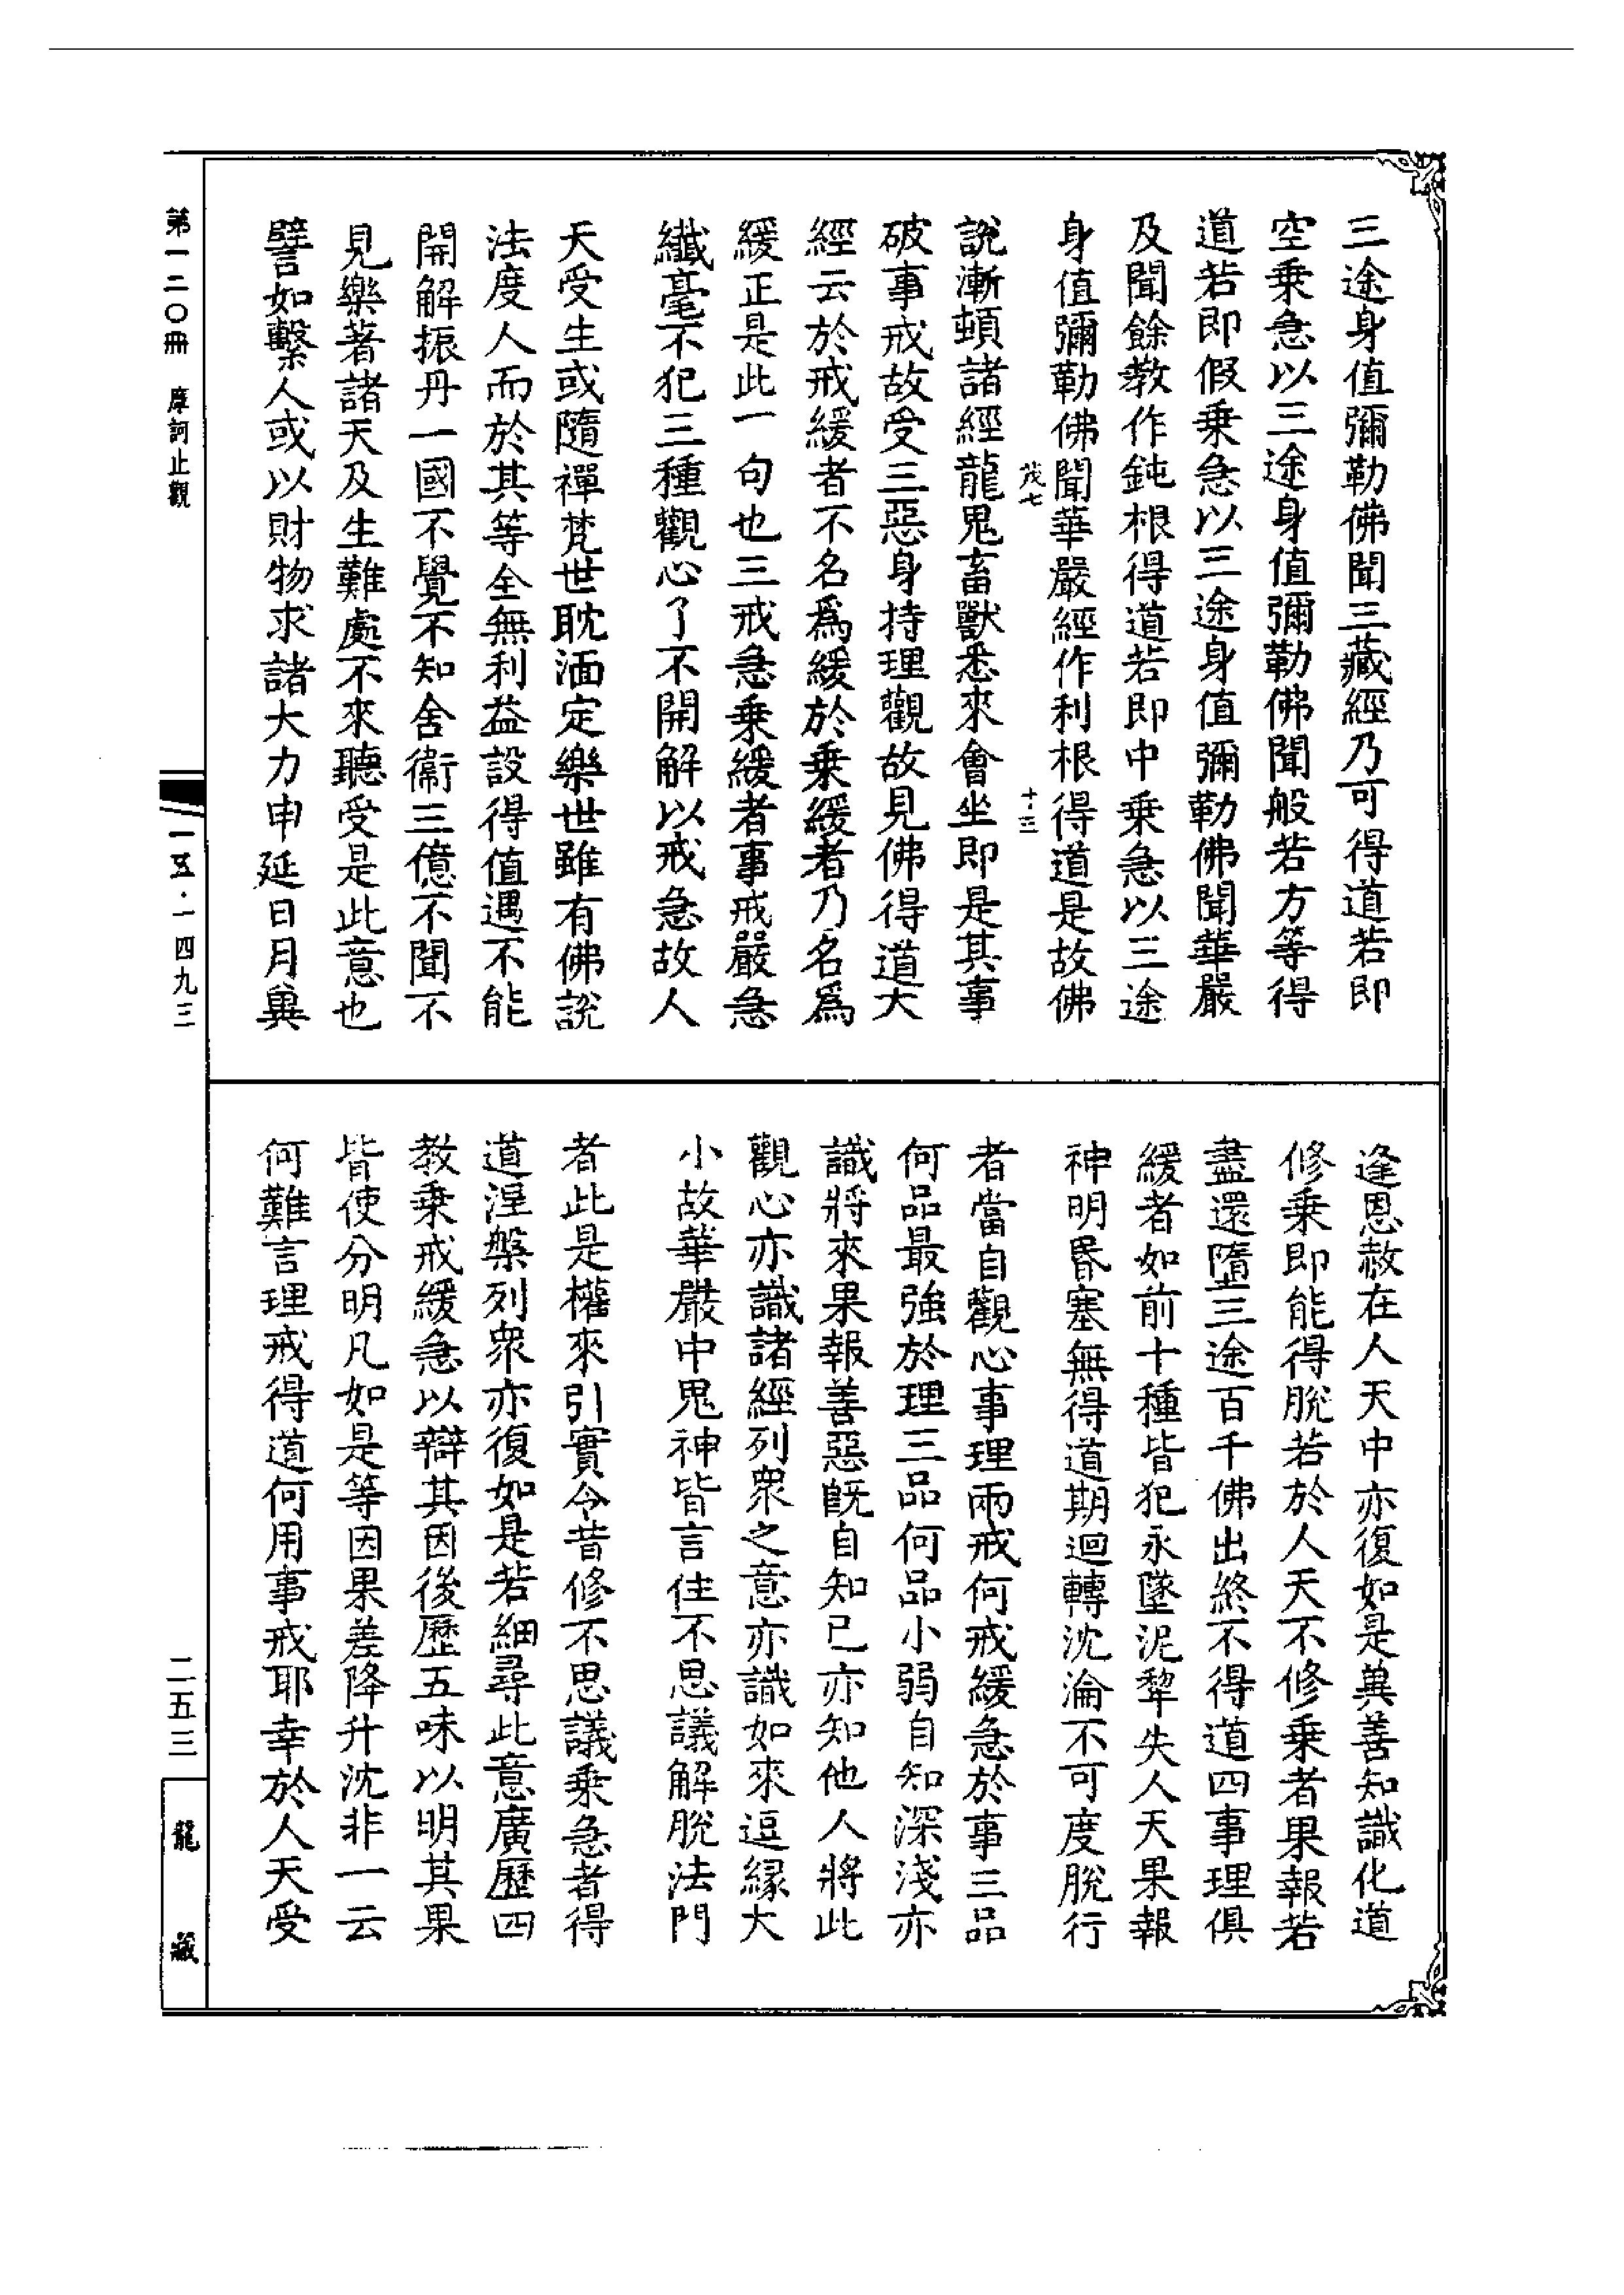 三途身值彌勒佛聞三藏經乃可得道若即
空乗急以三途身值彌勒佛聞般若方等得
道若即假乗急以三途身值彌勒佛聞華嚴
及聞餘教作鈍根得道若即中乗急以三途
身值彌勒佛聞華嚴經作利根得道是故佛
茂七 十三
說漸頓諸經龍鬼畜獸悉來會坐即是其事
破事戒故受三惡身持理觀故見佛得道大
經云於戒緩者不名爲緩於乗緩者乃名爲
緩正是此一句也三戒急乗緩者事戒嚴急
纎毫不犯三種觀心了不開解以戒急故人
天受生或隨禪梵世耽湎定樂世雖有佛說
法度人而於其等全無利益設得值遇不能
開解振丹一國不覺不知舍衞三億不聞不
見樂著諸天及生難處不來聽受是此意也
譬如繫人或以財物求諸大力申延日月兾
逢恩赦在人天中亦復如是兾善知識化道
修乗即能得脫若於人天不修乗者果報若
盡還墮三途百千佛出終不得道四事理俱
緩者如前十種皆犯永墜泥犂失人天果報
神明昬塞無得道期迴轉沈淪不可度脫行
者當自觀心事理兩戒何戒緩急於事三品
何品最強於理三品何品小弱自知深淺亦
識將來果報善惡旣自知已亦知他人將此
觀心亦識諸經列衆之意亦識如來逗緣大
小故華嚴中鬼神皆言住不思議解脫法門
者此是權來引實令昔修不思議乗急者得
道涅槃列衆亦復如是若細尋此意廣歷四
教乗戒緩急以辯其因後歷五味以明其果
皆使分明凡如是等因果差降升沈非一云
何難言理戒得道何用事戒耶幸於人天受
第一二〇冊 摩訶止觀
一五·一四九三
二五三
龍藏